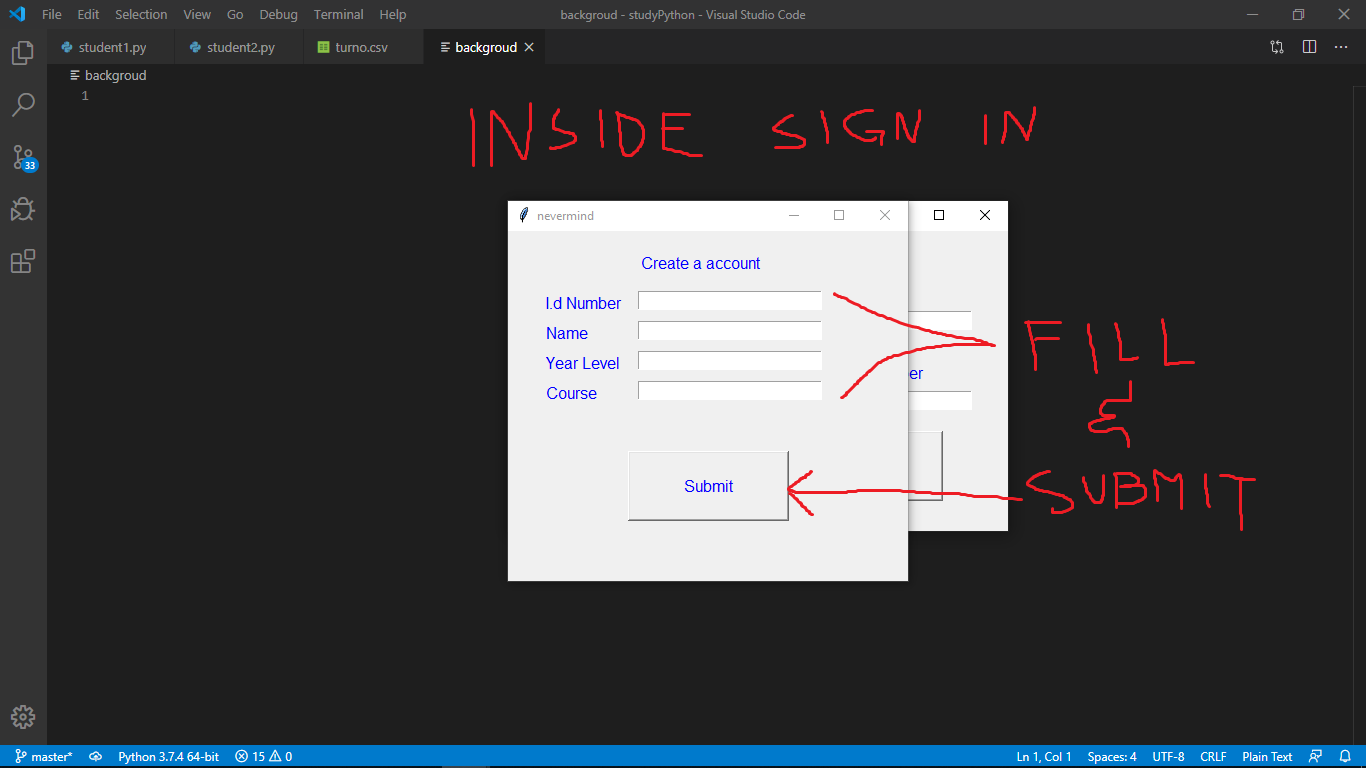 File Edit Selection View Go Debug Terminal Help backgroud - studyPython - Visual Studio Code
student1.py student2.py turno.csv backgroud
backgroud
1
INSIDE SIGN IN
33
nevermind
Create a account
I.d Number
Name
Year Level
Course
er
FILL
&
SUBMIT
Submit
master* Python 3.7.4 64-bit 15 0 Ln 1, Col 1 Spaces: 4 UTF-8 CRLF Plain Text